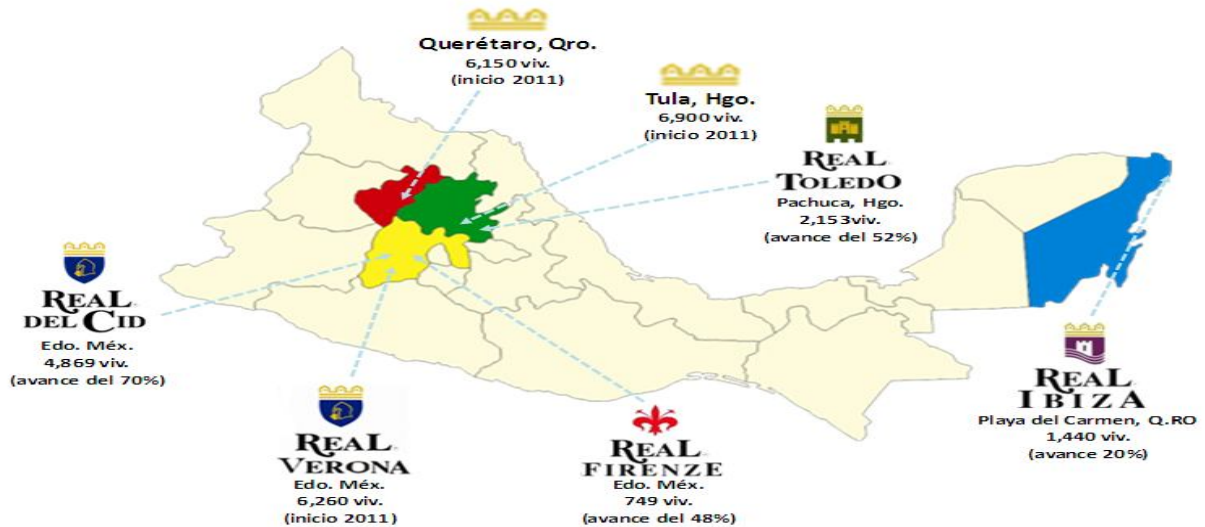 Querétaro, Qro.
6,150 viv.
(inicio 2011)
Tula, Hgo.
6,900 viv.
(inicio 2011)
REAL
TOLEDO
Pachuca, Hgo.
2,153viv.
(avance del 52%)
REAL
DEL CID
Edo. Méx.
4,869 viv.
(avance del 70%)
REAL
VERONA
Edo. Méx.
6,260 viv.
(inicio 2011)
REAL
FIRENZE
Edo. Méx.
749 viv.
(avance del 48%)
REAL
IBIZA
Playa del Carmen, Q.RO
1,440 viv.
(avance 20%)